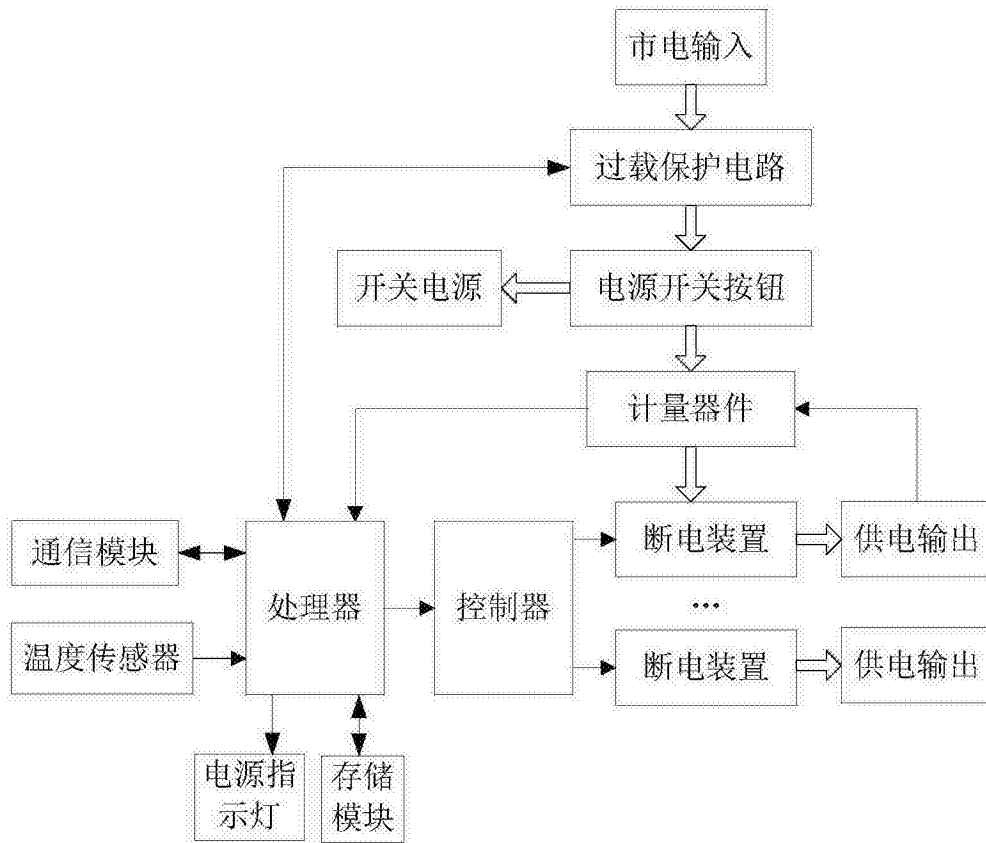 市电输入
过载保护电路
开关电源
电源开关按钮
计量器件
通信模块
处理器
控制器
断电装置
供电输出
...
温度传感器
断电装置
供电输出
电源指
示灯
存储
模块